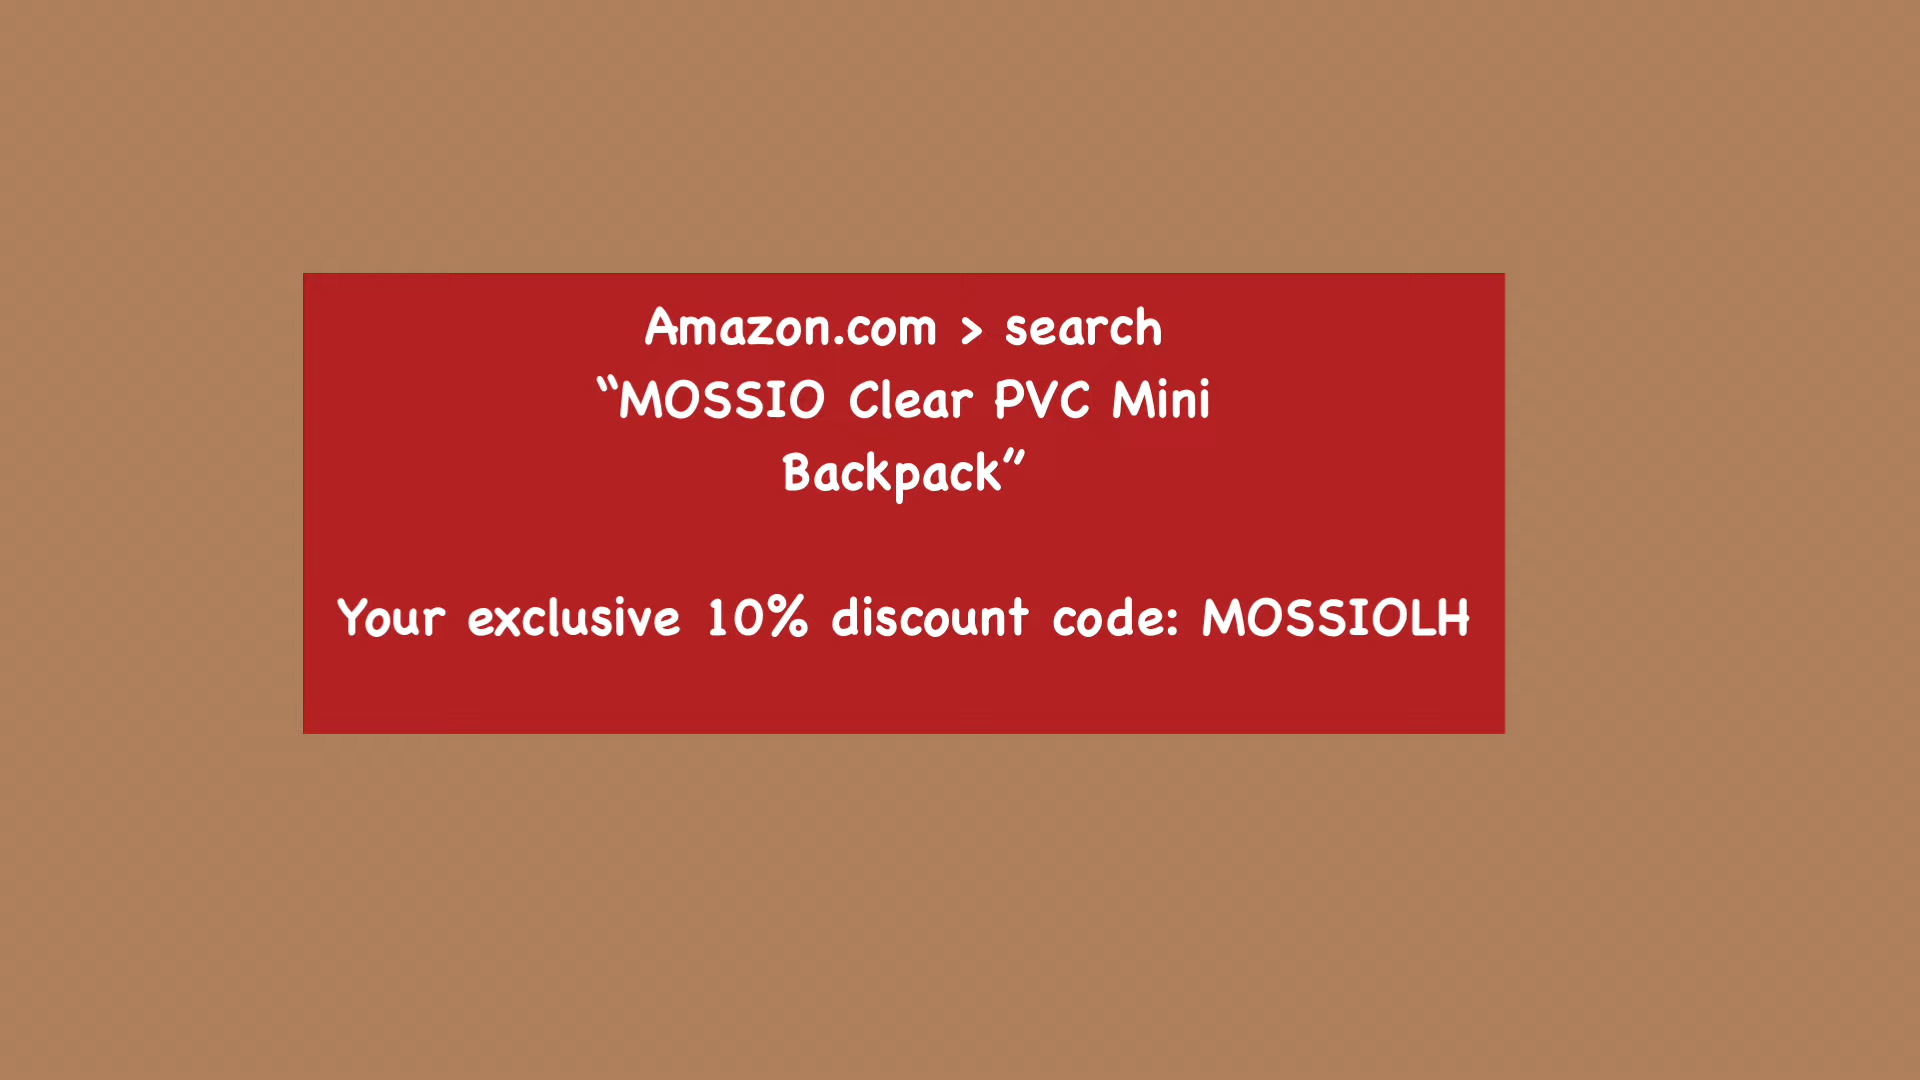 Amazon.com > search
“MOSSIO Clear PVC Mini
Backpack”
Your exclusive 10% discount code: MOSSIOLH